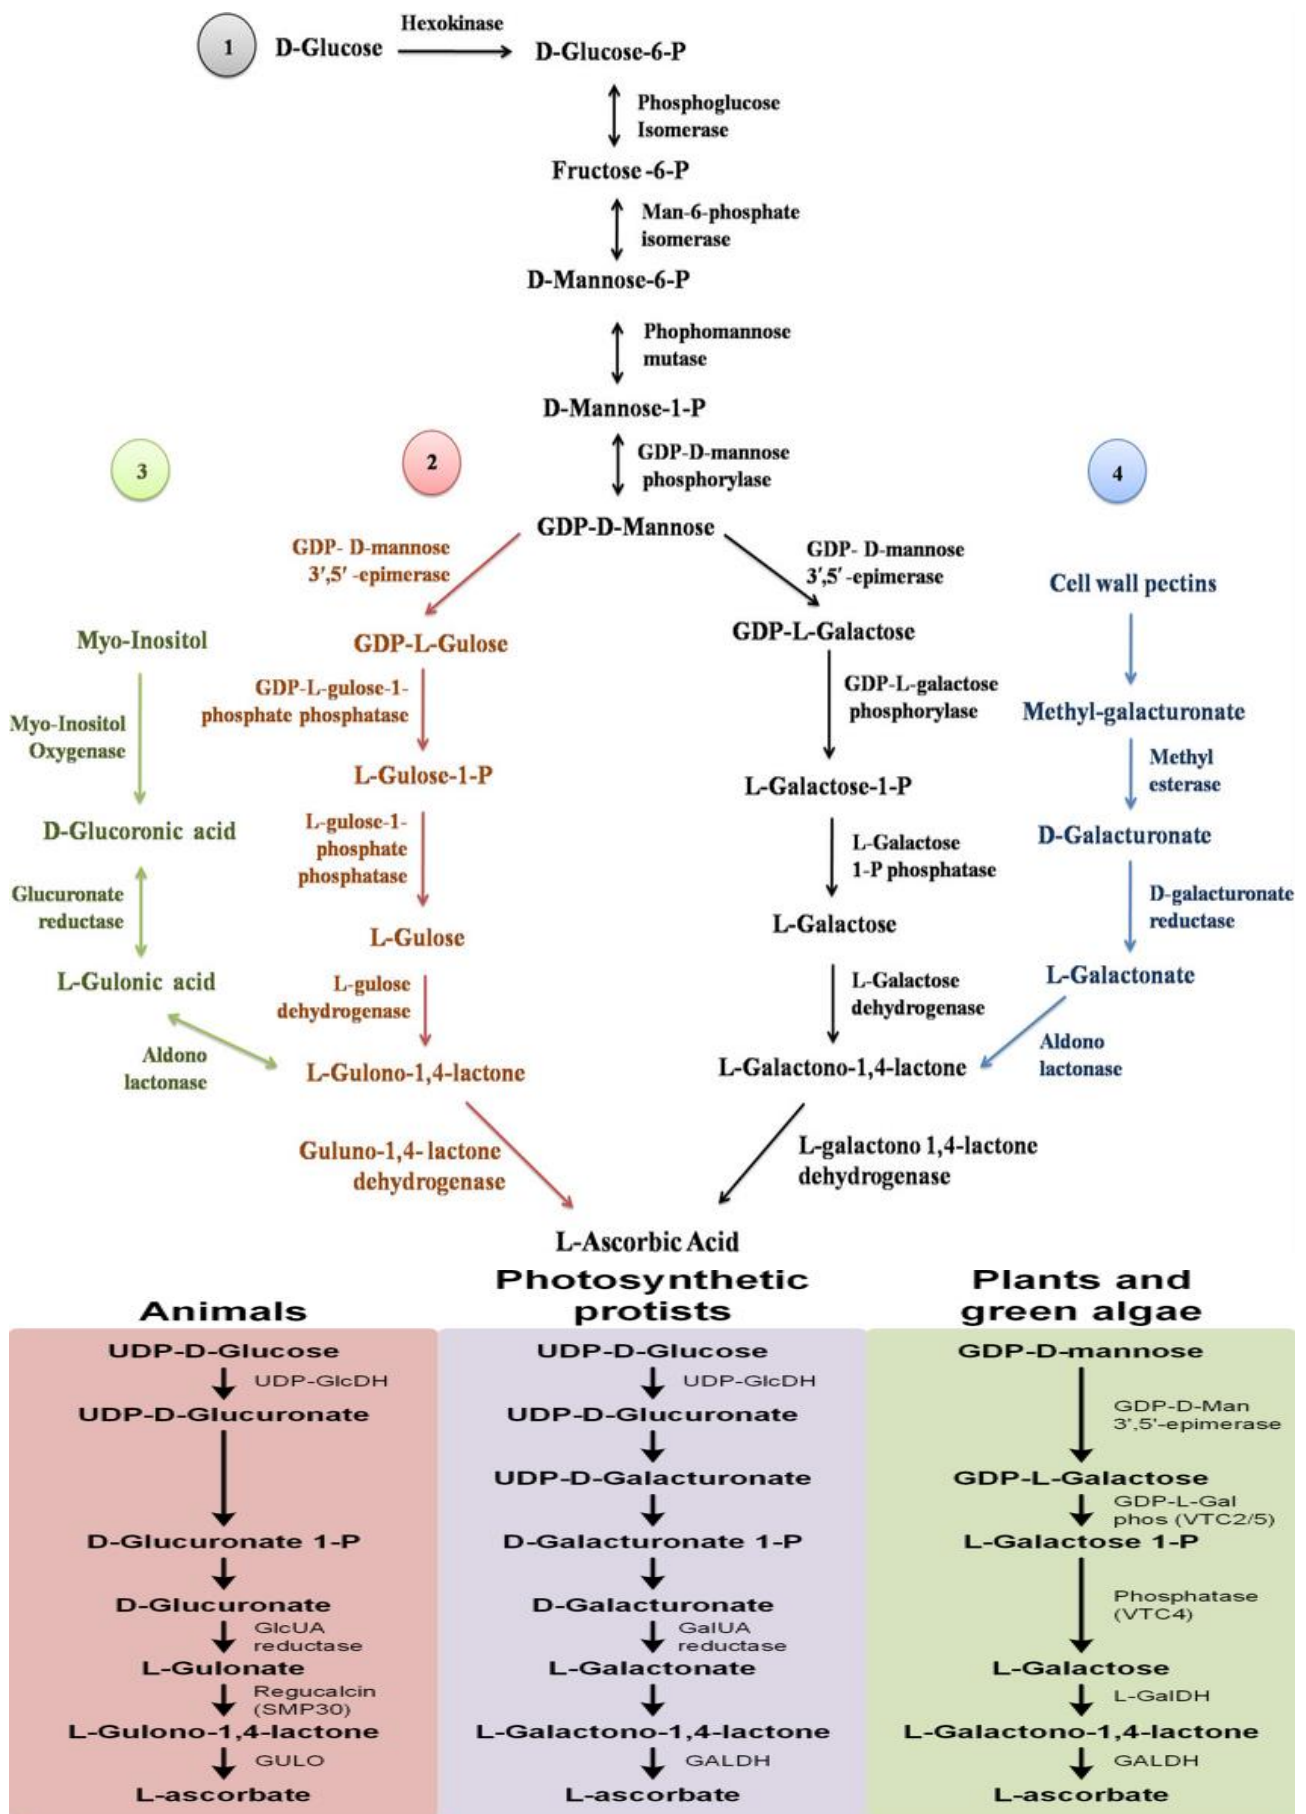 1
D-Glucose
Hexokinase
D-Glucose-6-P
Phosphoglucose
Isomerase
Fructose-6-P
Man-6-phosphate
isomerase
D-Mannose-6-P
Phophomannose
mutase
D-Mannose-1-P
GDP-D-mannose
phosphorylase
GDP-D-Mannose
3
2
4
GDP- D-mannose
3′,5′ -epimerase
GDP-L-Gulose
GDP-L-gulose-1-
phosphate phosphatase
L-Gulose-1-P
L-gulose-1-
phosphate
phosphatase
L-Gulose
L-gulose
dehydrogenase
L-Gulono-1,4-lactone
Guluno-1,4- lactone
dehydrogenase
Myo-Inositol
Myo-Inositol
Oxygenase
D-Glucoronic acid
Glucuronate
reductase
L-Gulonic acid
Aldono
lactonase
GDP- D-mannose
3′,5′ -epimerase
GDP-L-Galactose
GDP-L-galactose
phosphorylase
L-Galactose-1-P
L-Galactose
1-P phosphatase
L-Galactose
L-Galactose
dehydrogenase
L-Galactono-1,4-lactone
L-galactono 1,4-lactone
dehydrogenase
Cell wall pectins
Methyl-galacturonate
Methyl
esterase
D-Galacturonate
D-galacturonate
reductase
L-Galactonate
Aldono
lactonase
L-Ascorbic Acid
Animals
UDP-D-Glucose
UDP-GlcDH
UDP-D-Glucuronate
D-Glucuronate 1-P
D-Glucuronate
GlcUA
reductase
L-Gulonate
Regucalcin
(SMP30)
L-Gulono-1,4-lactone
GULO
L-ascorbate
Photosynthetic
protists
UDP-D-Glucose
UDP-GlcDH
UDP-D-Glucuronate
UDP-D-Galacturonate
D-Galacturonate 1-P
D-Galacturonate
GalUA
reductase
L-Galactonate
L-Galactono-1,4-lactone
GALDH
L-ascorbate
Plants and
green algae
GDP-D-mannose
GDP-D-Man
3',5'-epimerase
GDP-L-Galactose
GDP-L-Gal
phos (VTC2/5)
L-Galactose 1-P
Phosphatase
(VTC4)
L-Galactose
L-GalDH
L-Galactono-1,4-lactone
GALDH
L-ascorbate